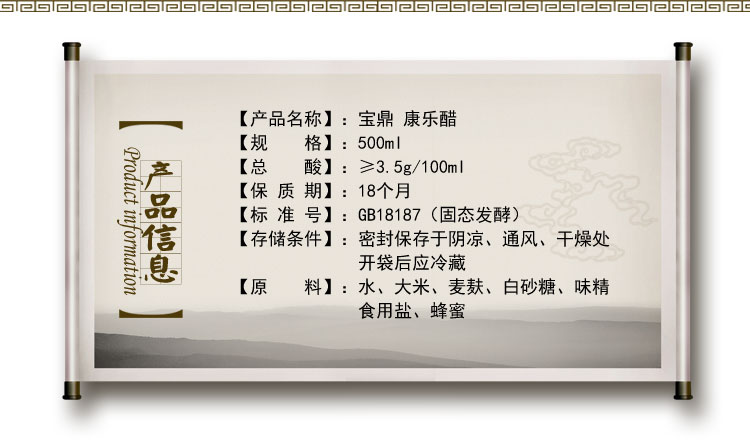 【
产品信息
Product information
】
【产品名称】：宝鼎 康乐醋
【规　　格】：500ml
【总　　酸】：≥3.5g/100ml
【保 质 期】：18个月
【标 准 号】：GB18187（固态发酵）
【存储条件】：密封保存于阴凉、通风、干燥处
开袋后应冷藏
【原　　料】：水、大米、麦麸、白砂糖、味精
食用盐、蜂蜜